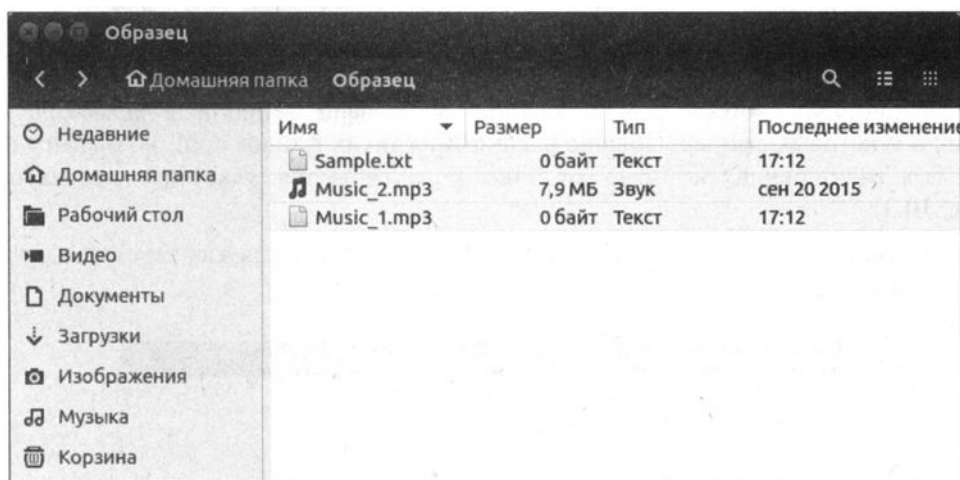 Образец
Домашняя папка Образец
Недавние
Домашняя папка
Рабочий стол
Видео
Документы
Загрузки
Изображения
Музыка
Корзина
Имя Размер Тип Последнее изменение
Sample.txt 0 байт Текст 17:12
Music_2.mp3 7,9 МБ Звук сен 20 2015
Music_1.mp3 0 байт Текст 17:12